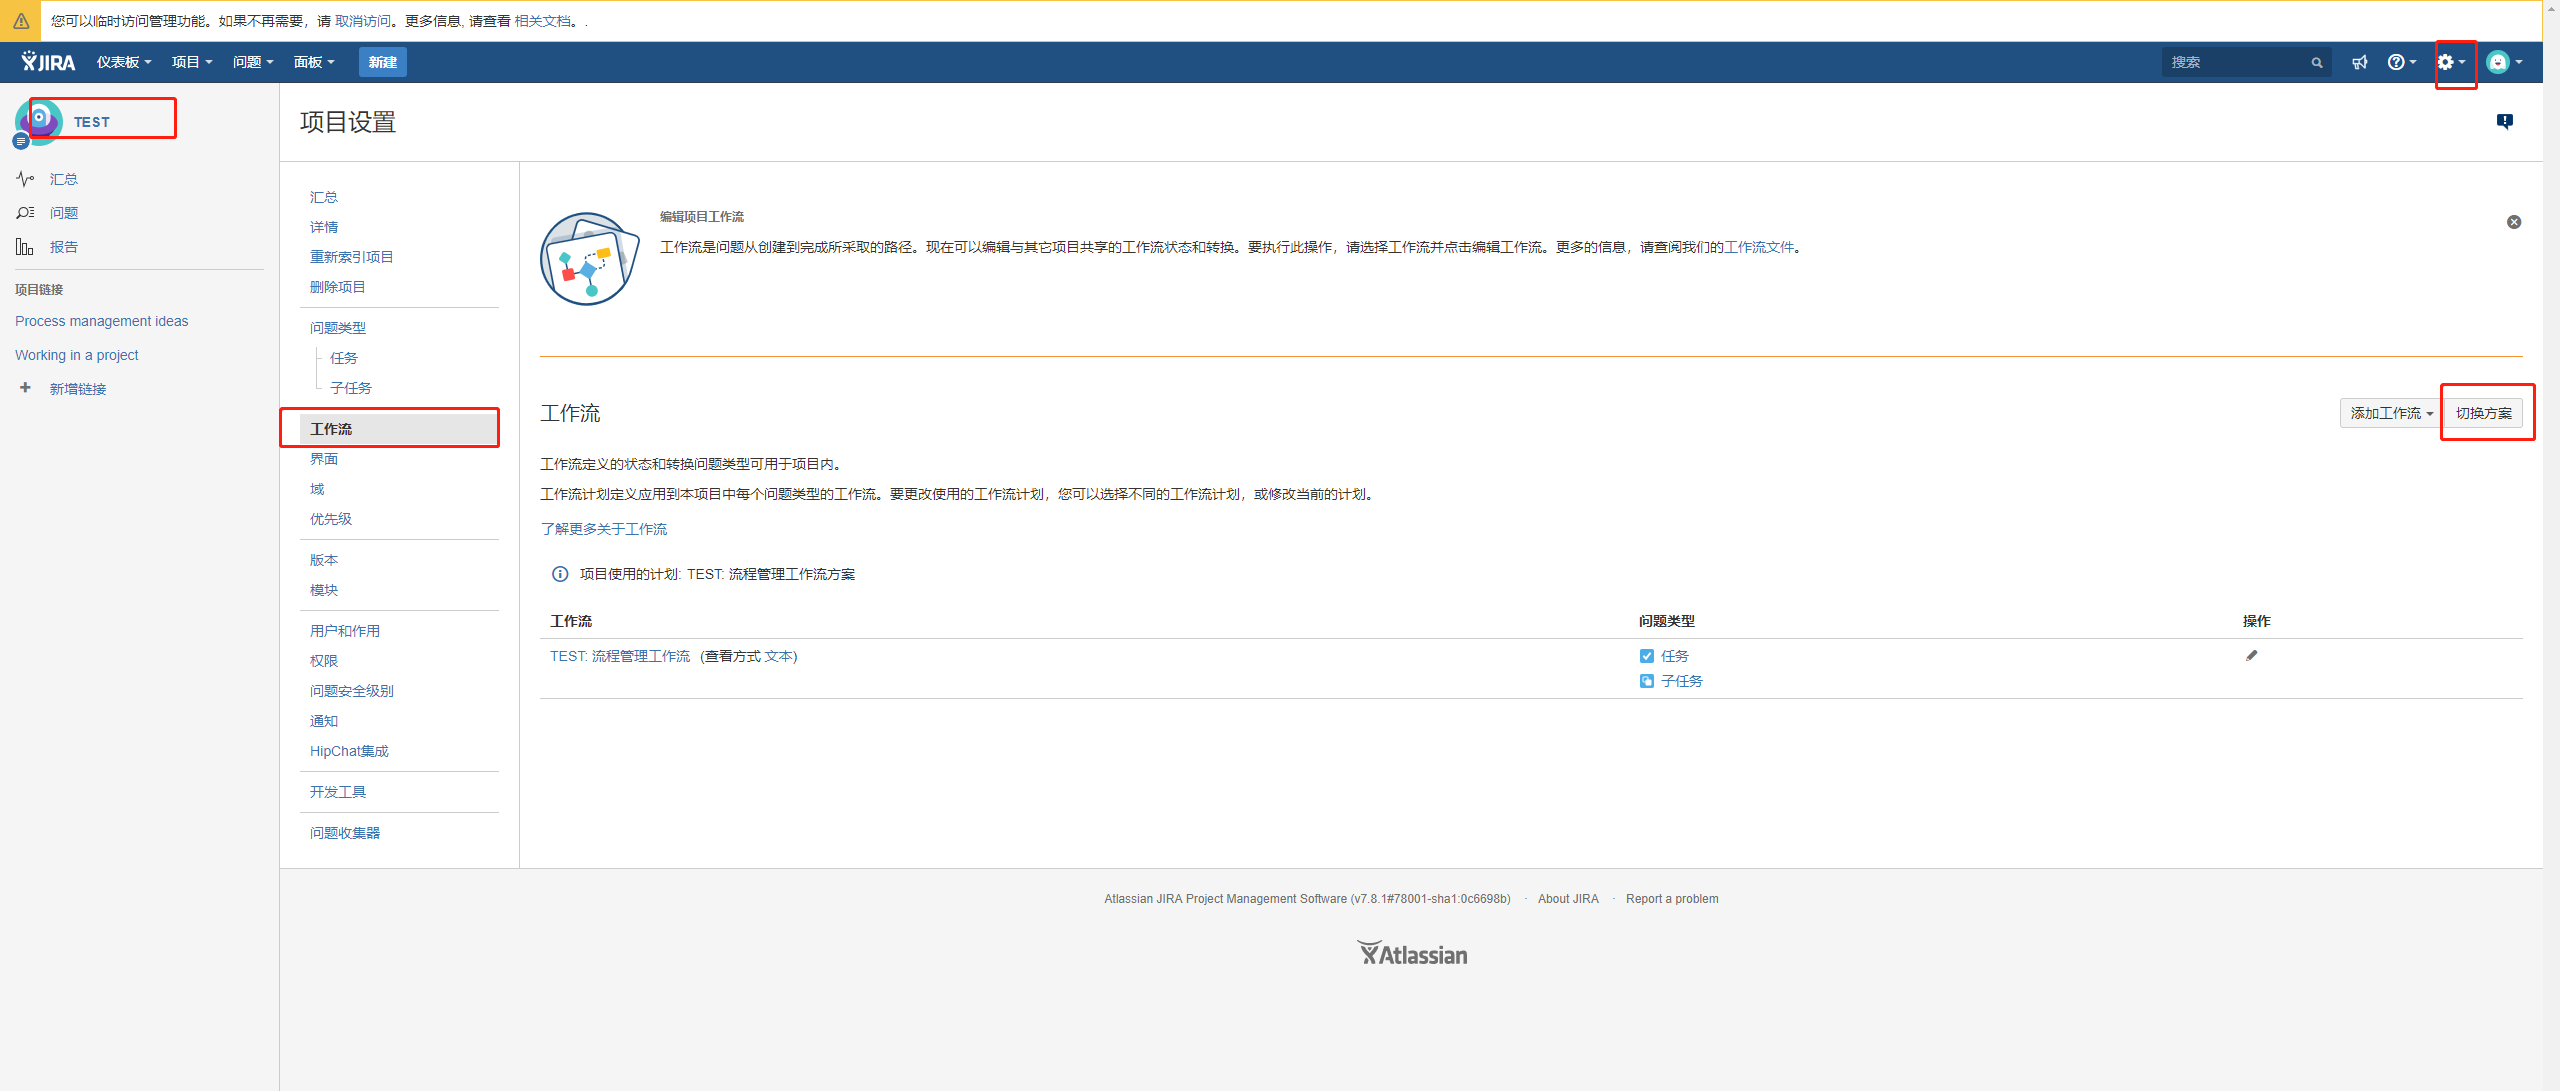 您可以临时访问管理功能。如果不再需要，请 取消访问。更多信息, 请查看 相关文档。.
JIRA 仪表板 项目 问题 面板 新建 搜索
TEST
汇总
问题
报告
项目链接
Process management ideas
Working in a project
新增链接
项目设置
汇总
详情
重新索引项目
删除项目
问题类型
任务
子任务
工作流
界面
域
优先级
版本
模块
用户和作用
权限
问题安全级别
通知
HipChat集成
开发工具
问题收集器
编辑项目工作流
工作流是问题从创建到完成所采取的路径。现在可以编辑与其它项目共享的工作流状态和转换。要执行此操作，请选择工作流并点击编辑工作流。更多的信息，请查阅我们的工作流文件。
工作流 添加工作流 切换方案
工作流定义的状态和转换问题类型可用于项目内。
工作流计划定义应用到本项目中每个问题类型的工作流。要更改使用的工作流计划，您可以选择不同的工作流计划，或修改当前的计划。
了解更多关于工作流
项目使用的计划: TEST: 流程管理工作流方案
工作流 问题类型 操作
TEST: 流程管理工作流 (查看方式 文本) 任务
子任务
Atlassian JIRA Project Management Software (v7.8.1#78001-sha1:0c6698b) · About JIRA · Report a problem
Atlassian